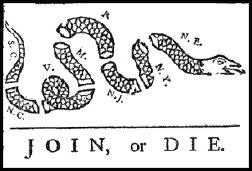 N. E.
S. C.
M.
V.
N. Y.
N. J.
N. C.
JOIN, or DIE.